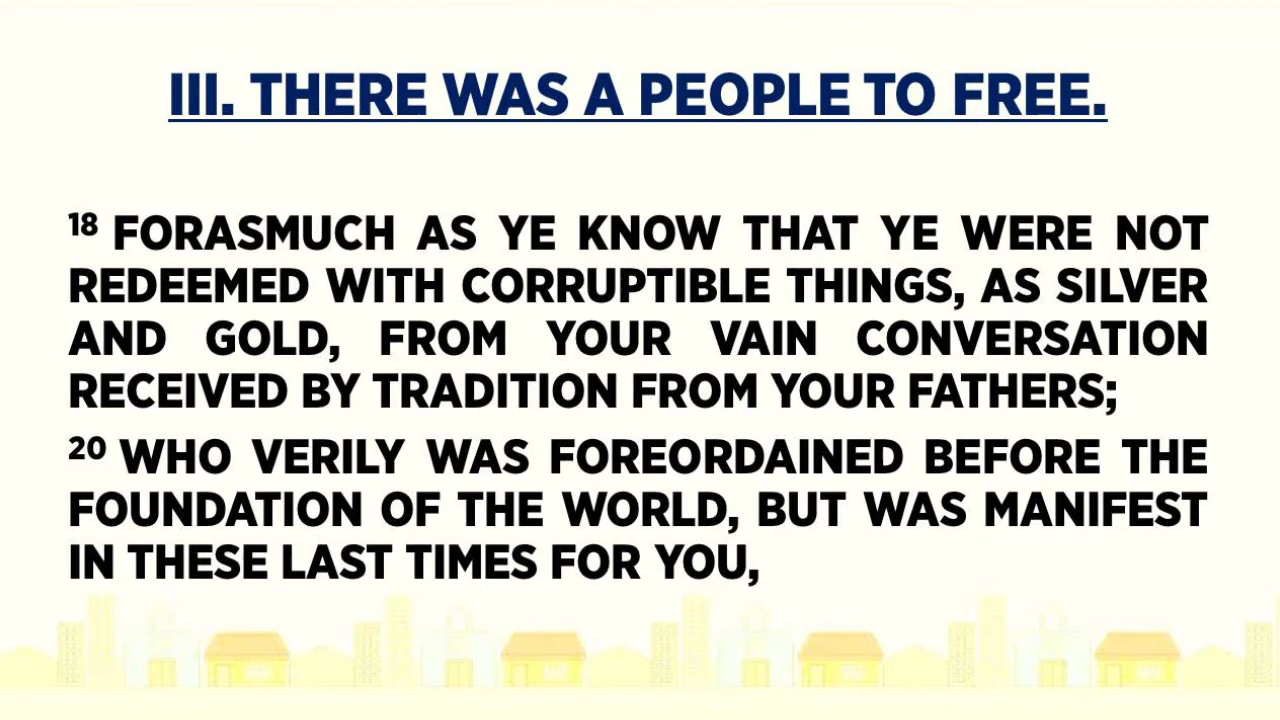 III. THERE WAS A PEOPLE TO FREE.
18 FORASMUCH AS YE KNOW THAT YE WERE NOT
REDEEMED WITH CORRUPTIBLE THINGS, AS SILVER
AND GOLD, FROM YOUR VAIN CONVERSATION
RECEIVED BY TRADITION FROM YOUR FATHERS;
20 WHO VERILY WAS FOREORDAINED BEFORE THE
FOUNDATION OF THE WORLD, BUT WAS MANIFEST
IN THESE LAST TIMES FOR YOU,